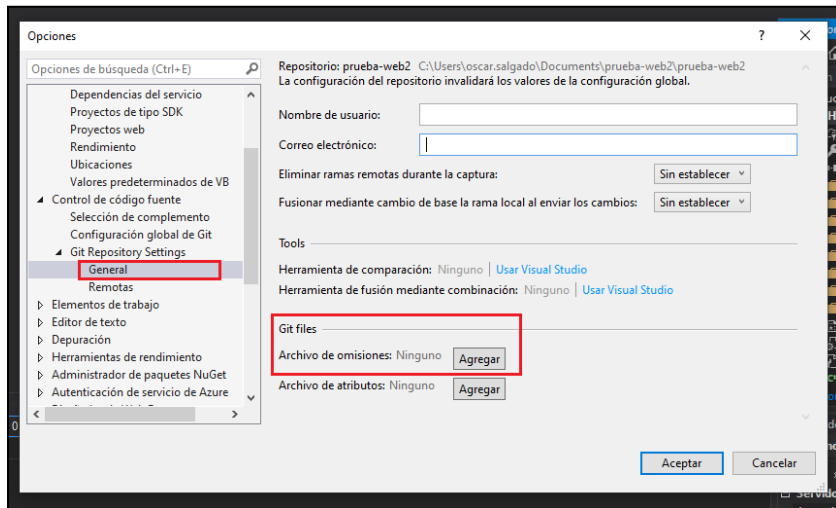 Opciones
? ×
Opciones de búsqueda (Ctrl+E)
Dependencias del servicio
Proyectos de tipo SDK
Proyectos web
Rendimiento
Ubicaciones
Valores predeterminados de VB
Control de código fuente
Selección de complemento
Configuración global de Git
Git Repository Settings
General
Remotas
Elementos de trabajo
Editor de texto
Depuración
Herramientas de rendimiento
Administrador de paquetes NuGet
Autenticación de servicio de Azure
Repositorio: prueba-web2 C:\Users\oscar.salgado\Documents\prueba-web2\prueba-web2
La configuración del repositorio invalidará los valores de la configuración global.
Nombre de usuario:
Correo electrónico:
Eliminar ramas remotas durante la captura: Sin establecer
Fusionar mediante cambio de base la rama local al enviar los cambios: Sin establecer
Tools
Herramienta de comparación: Ninguno | Usar Visual Studio
Herramienta de fusión mediante combinación: Ninguno | Usar Visual Studio
Git files
Archivo de omisiones: Ninguno Agregar
Archivo de atributos: Ninguno Agregar
Aceptar Cancelar